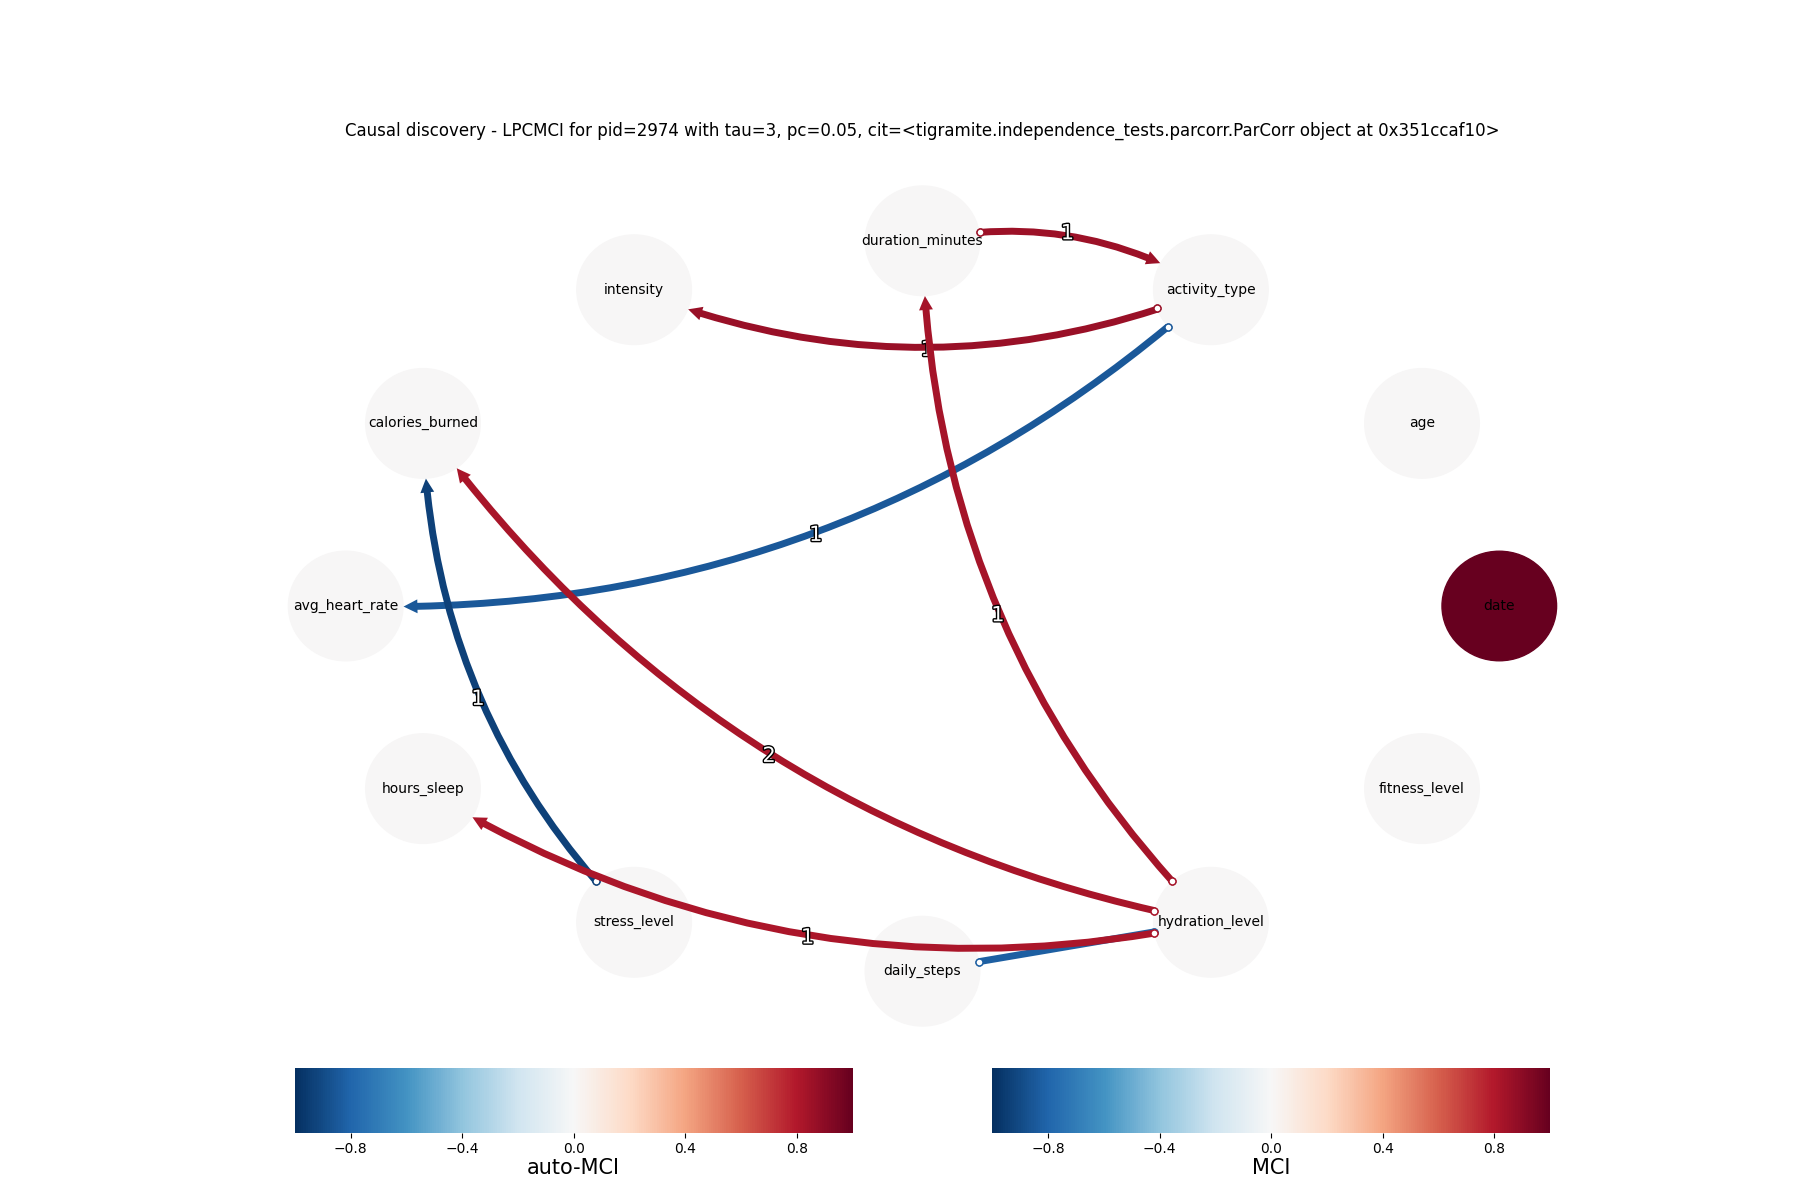 Causal discovery - LPCMCI for pid=2974 with tau=3, pc=0.05, cit=<tigramite.independence_tests.parcorr.ParCorr object at 0x351ccaf10>
duration_minutes
1
intensity
activity_type
1
calories_burned
age
1
avg_heart_rate
date
1
1
2
hours_sleep
fitness_level
stress_level
hydration_level
1
daily_steps
−0.8
−0.4
0.0
0.4
0.8
auto-MCI
−0.8
−0.4
0.0
0.4
0.8
MCI